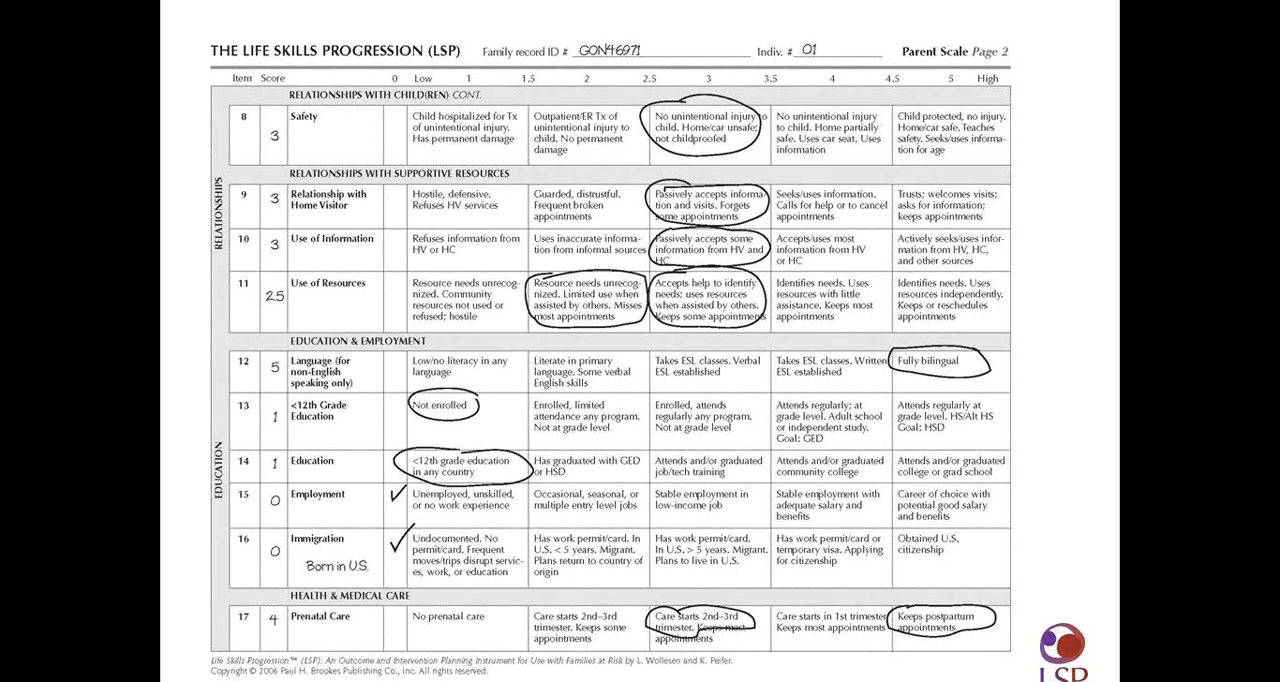 THE LIFE SKILLS PROGRESSION (LSP) Family record ID # GON46971 Indiv. # 01 Parent Scale Page 2
Item Score 0 Low 1 1.5 2 2.5 3 3.5 4 4.5 5 High
RELATIONSHIPS WITH CHILD(REN) CONT.
RELATIONSHIPS
8
3
Safety
Child hospitalized for Tx
of unintentional injury.
Has permanent damage
Outpatient/ER Tx of
unintentional injury to
child. No permanent
damage
No unintentional injury to
child. Home/car unsafe;
not childproofed
No unintentional injury
to child. Home partially
safe. Uses car seat. Uses
information
Child protected, no injury.
Home/car safe. Teaches
safety. Seeks/uses informa-
tion for age
RELATIONSHIPS WITH SUPPORTIVE RESOURCES
9
3
Relationship with
Home Visitor
Hostile, defensive.
Refuses HV services
Guarded, distrustful.
Frequent broken
appointments
Passively accepts informa-
tion and visits. Forgets
some appointments
Seeks/uses information.
Calls for help or to cancel
appointments
Trusts; welcomes visits;
asks for information;
keeps appointments
10
3
Use of Information
Refuses information from
HV or HC
Uses inaccurate informa-
tion from informal sources
Passively accepts some
information from HV and
HC
Accepts/uses most
information from HV
or HC
Actively seeks/uses infor-
mation from HV, HC,
and other sources
11
2.5
Use of Resources
Resource needs unrecog-
nized. Community
resources not used or
refused; hostile
Resource needs unrecog-
nized. Limited use when
assisted by others. Misses
most appointments
Accepts help to identify
needs; uses resources
when assisted by others.
Keeps some appointments
Identifies needs. Uses
resources with little
assistance. Keeps most
appointments
Identifies needs. Uses
resources independently.
Keeps or reschedules
appointments
EDUCATION & EMPLOYMENT
EDUCATION
12
5
Language (for
non-English
speaking only)
Low/no literacy in any
language
Literate in primary
language. Some verbal
English skills
Takes ESL classes. Verbal
ESL established
Takes ESL classes. Written
ESL established
Fully bilingual
13
1
<12th Grade
Education
Not enrolled
Enrolled, limited
attendance any program.
Not at grade level
Enrolled, attends
regularly any program.
Not at grade level
Attends regularly; at
grade level. Adult school
or independent study.
Goal: GED
Attends regularly at
grade level. HS/Alt HS
Goal: HSD
14
1
Education
<12th grade education
in any country
Has graduated with GED
or HSD
Attends and/or graduated
job/tech training
Attends and/or graduated
community college
Attends and/or graduated
college or grad school
15
0
Employment
Unemployed, unskilled,
or no work experience
Occasional, seasonal, or
multiple entry level jobs
Stable employment in
low-income job
Stable employment with
adequate salary and
benefits
Career of choice with
potential good salary
and benefits
16
0
Immigration
Born in U.S.
Undocumented. No
permit/card. Frequent
moves/trips disrupt servic-
es, work, or education
Has work permit/card. In
U.S. < 5 years. Migrant.
Plans return to country of
origin
Has work permit/card.
In U.S. > 5 years. Migrant.
Plans to live in U.S.
Has work permit/card or
temporary visa. Applying
for citizenship
Obtained U.S.
citizenship
HEALTH & MEDICAL CARE
17
4
Prenatal Care
No prenatal care
Care starts 2nd–3rd
trimester. Keeps some
appointments
Care starts 2nd–3rd
trimester. Keeps most
appointments
Care starts in 1st trimester
Keeps most appointments
Keeps postpartum
appointments
Life Skills Progression™ (LSP): An Outcome and Intervention Planning Instrument for Use with Families at Risk by L. Wollesen and K. Peifer.
Copyright © 2006 Paul H. Brookes Publishing Co., Inc. All rights reserved.
LSP